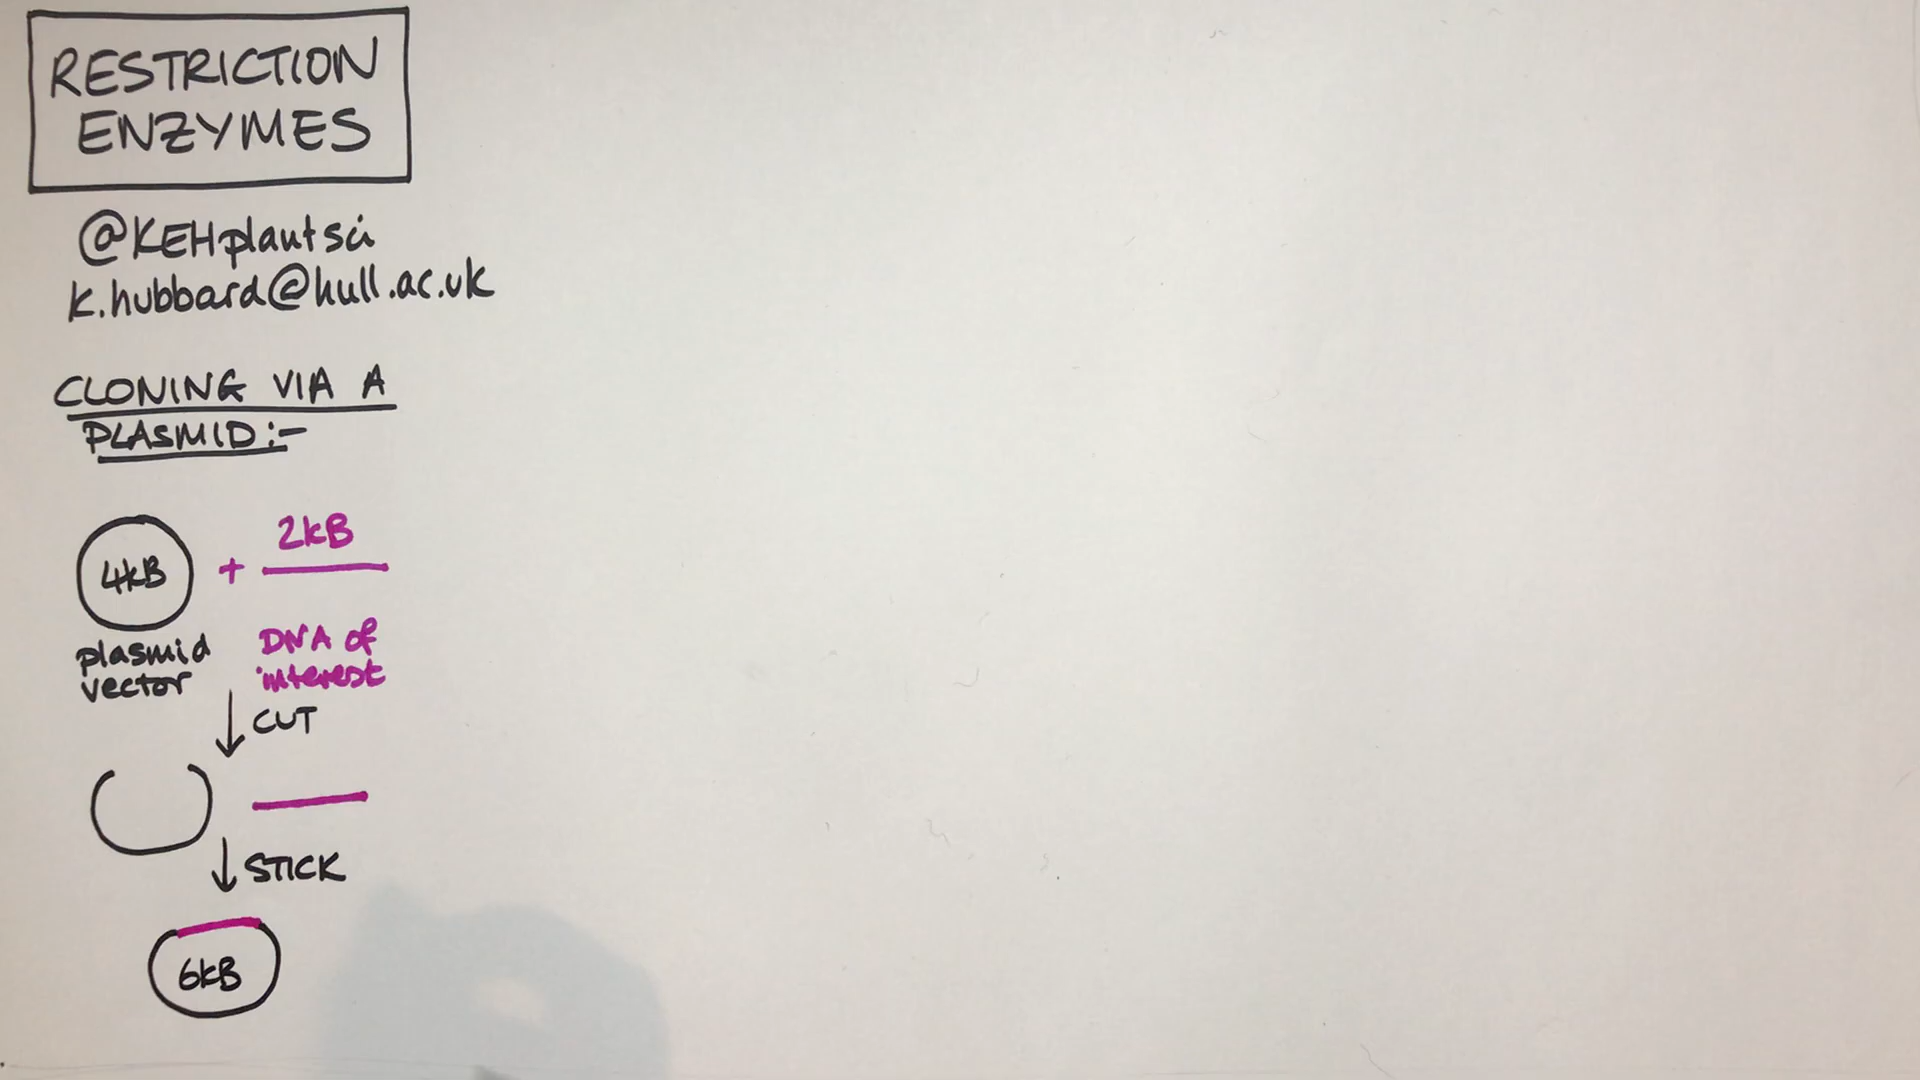 RESTRICTION
ENZYMES
@KEHplantsci
k.hubbard@hull.ac.uk
CLONING VIA A
PLASMID:-
2kB
4kB +
DNA of
interest
plasmid
vector
CUT
STICK
6kB